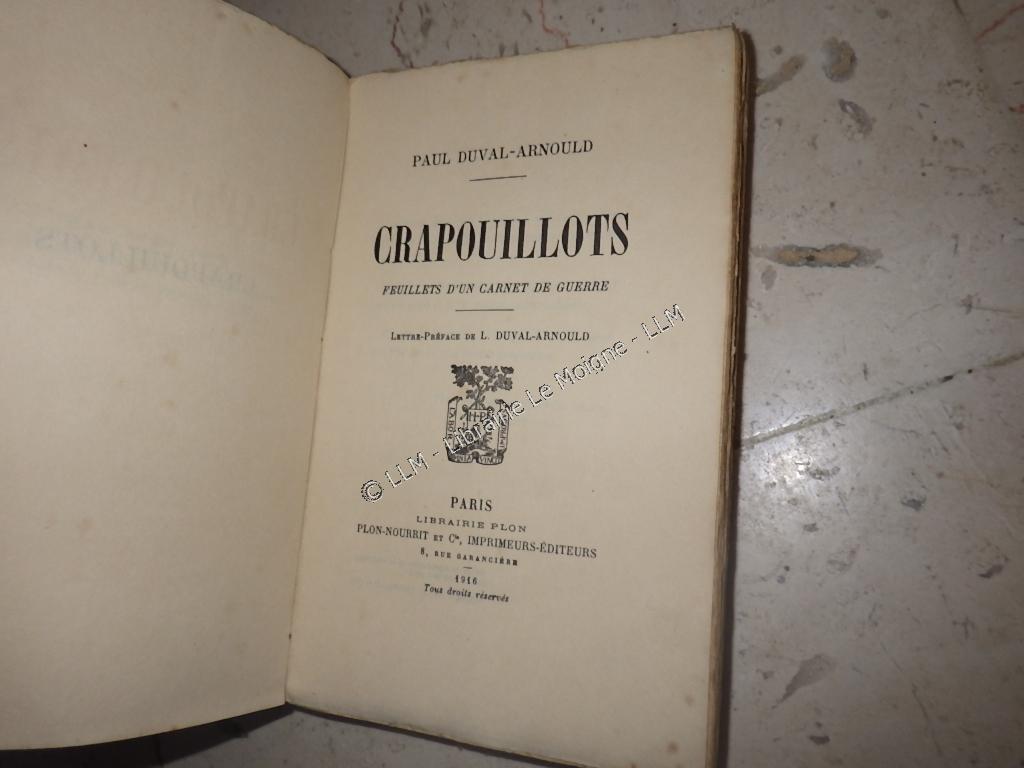 PAUL DUVAL-ARNOULD
CRAPOUILLOTS
FEUILLETS D'UN CARNET DE GUERRE
LETTRE-PRÉFACE DE L. DUVAL-ARNOULD
PARIS
LIBRAIRIE PLON
PLON-NOURRIT ET Cie, IMPRIMEURS-ÉDITEURS
8, RUE GARANCIÈRE
1916
Tous droits réservés
© LLM - Librairie Le Moigne - LLM
CRAPOUILLOTS